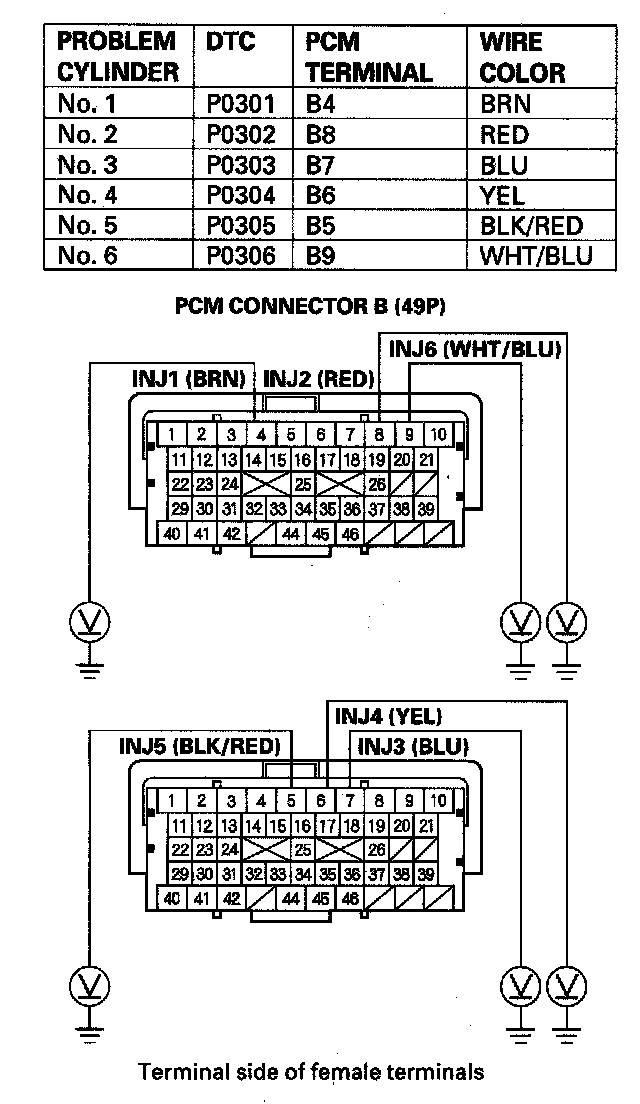 PROBLEM CYLINDER DTC PCM TERMINAL WIRE COLOR
No. 1 P0301 B4 BRN
No. 2 P0302 B8 RED
No. 3 P0303 B7 BLU
No. 4 P0304 B6 YEL
No. 5 P0305 B5 BLK/RED
No. 6 P0306 B9 WHT/BLU
PCM CONNECTOR B (49P)
INJ6 (WHT/BLU)
INJ1 (BRN) INJ2 (RED)
1 2 3 4 5 6 7 8 9 10
11 12 13 14 15 16 17 18 19 20 21
22 23 24 25 26
29 30 31 32 33 34 35 36 37 38 39
40 41 42 44 45 46
V V V
INJ4 (YEL)
INJ5 (BLK/RED) INJ3 (BLU)
1 2 3 4 5 6 7 8 9 10
11 12 13 14 15 16 17 18 19 20 21
22 23 24 25 26
29 30 31 32 33 34 35 36 37 38 39
40 41 42 44 45 46
V V V
Terminal side of female terminals